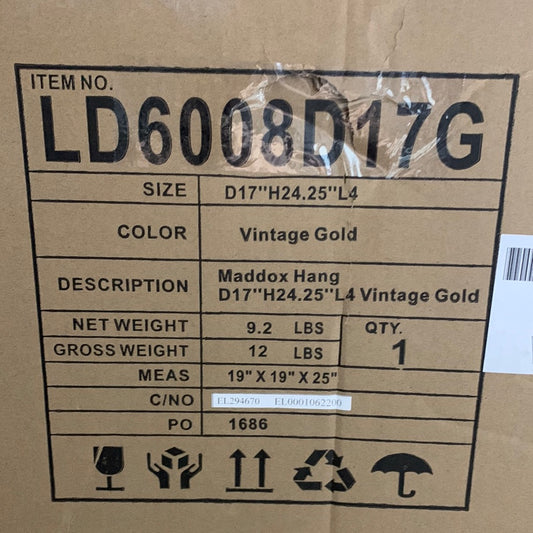 ITEM NO.
LD6008D17G
SIZE D17"H24.25"L4
COLOR Vintage Gold
DESCRIPTION Maddox Hang
D17"H24.25"L4 Vintage Gold
NET WEIGHT 9.2 LBS QTY.
GROSS WEIGHT 12 LBS 1
MEAS 19" X 19" X 25"
C/NO EL294670 EL0001062200
PO 1686